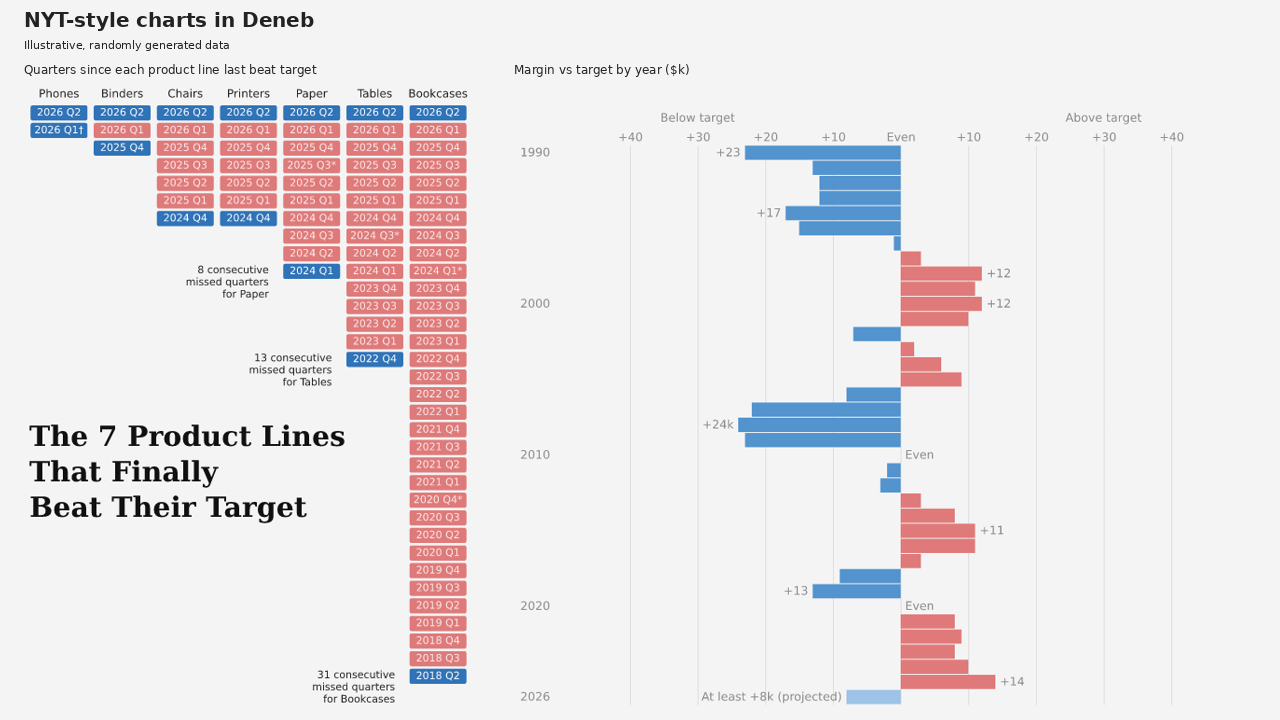 NYT-style charts in Deneb
Illustrative, randomly generated data
Quarters since each product line last beat target
Phones Binders Chairs Printers Paper Tables Bookcases
2026 Q2 2026 Q2 2026 Q2 2026 Q2 2026 Q2 2026 Q2 2026 Q2
2026 Q1† 2026 Q1 2026 Q1 2026 Q1 2026 Q1 2026 Q1 2026 Q1
2025 Q4 2025 Q4 2025 Q4 2025 Q4 2025 Q4 2025 Q4
2025 Q3 2025 Q3 2025 Q3* 2025 Q3 2025 Q3
2025 Q2 2025 Q2 2025 Q2 2025 Q2 2025 Q2
2025 Q1 2025 Q1 2025 Q1 2025 Q1 2025 Q1
2024 Q4 2024 Q4 2024 Q4 2024 Q4 2024 Q4
2024 Q3 2024 Q3* 2024 Q3
2024 Q2 2024 Q2 2024 Q2
2024 Q1 2024 Q1 2024 Q1*
2023 Q4 2023 Q4
2023 Q3 2023 Q3
2023 Q2 2023 Q2
2023 Q1 2023 Q1
2022 Q4 2022 Q4
2022 Q3
2022 Q2
2022 Q1
2021 Q4
2021 Q3
2021 Q2
2021 Q1
2020 Q4*
2020 Q3
2020 Q2
2020 Q1
2019 Q4
2019 Q3
2019 Q2
2019 Q1
2018 Q4
2018 Q3
2018 Q2
8 consecutive
missed quarters
for Paper
13 consecutive
missed quarters
for Tables
The 7 Product Lines
That Finally
Beat Their Target
31 consecutive
missed quarters
for Bookcases
Margin vs target by year ($k)
Below target Above target
+40 +30 +20 +10 Even +10 +20 +30 +40
1990 +23
+17
+12
2000 +12
+24k
2010 Even
+11
+13
2020 Even
+14
2026 At least +8k (projected)